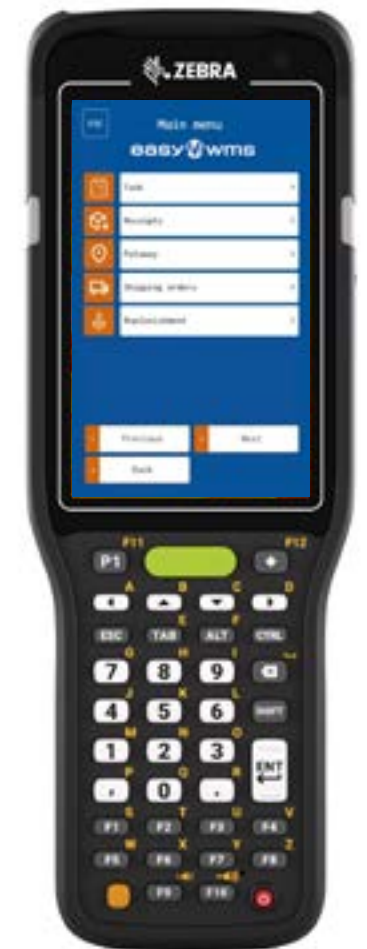 ZEBRA
Main menu
easy wms
Task
Receipts
Putaway
Shipping orders
Replenishment
Previous Next
Back
F11 F12
P1
A B C D
E F
ESC TAB ALT CTRL
G H I
7 8 9
J K L
4 5 6 SHIFT
M N O
1 2 3
P Q R ENT
, 0 .
S T U V
F1 F2 F3 F4
W X Y Z
F5 F6 F7 F8
F9 F10